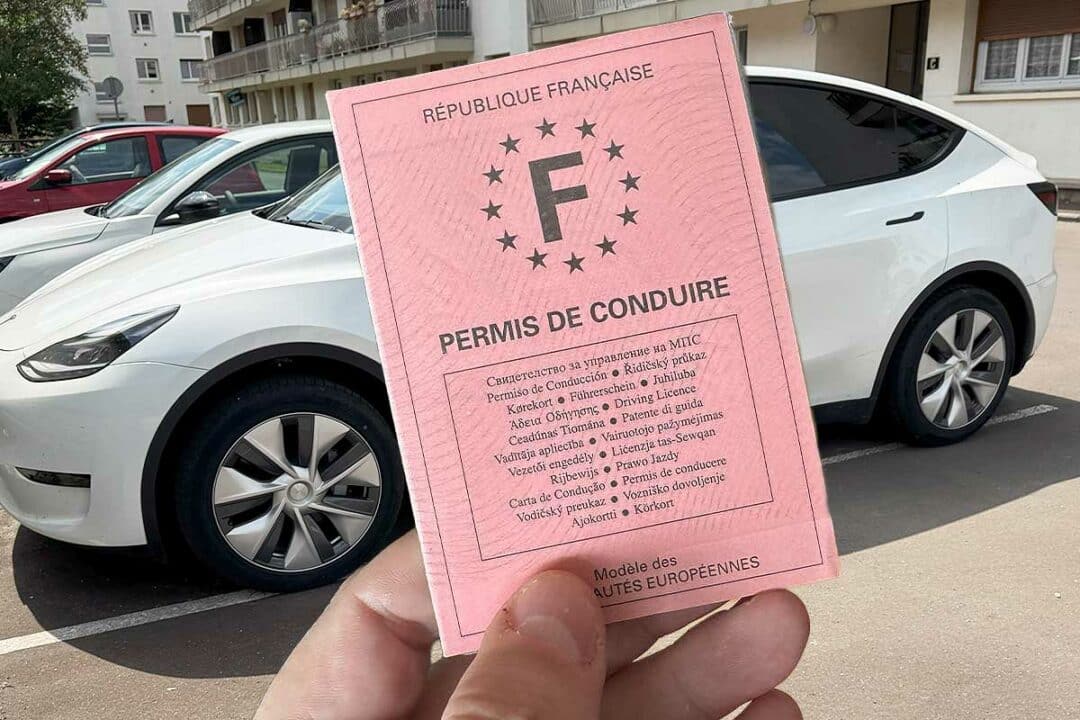 RÉPUBLIQUE FRANÇAISE
F
PERMIS DE CONDUIRE
Свидетелство за управление на МПС
Permiso de Conducción ● Řidičský průkaz
Kørekort ● Führerschein ● Juhiluba
Άδεια Οδήγησης ● Driving Licence
Ceadúnas Tiomána ● Patente di guida
Vadītāja apliecība ● Vairuotojo pažymėjimas
Vezetői engedély ● Liċenzja tas-Sewqan
Rijbewijs ● Prawo Jazdy
Carta de Condução ● Permis de conducere
Vodičský preukaz ● Vozniško dovoljenje
Ajokortti ● Körkort
Modèle des
AUTÉS EUROPÉENNES